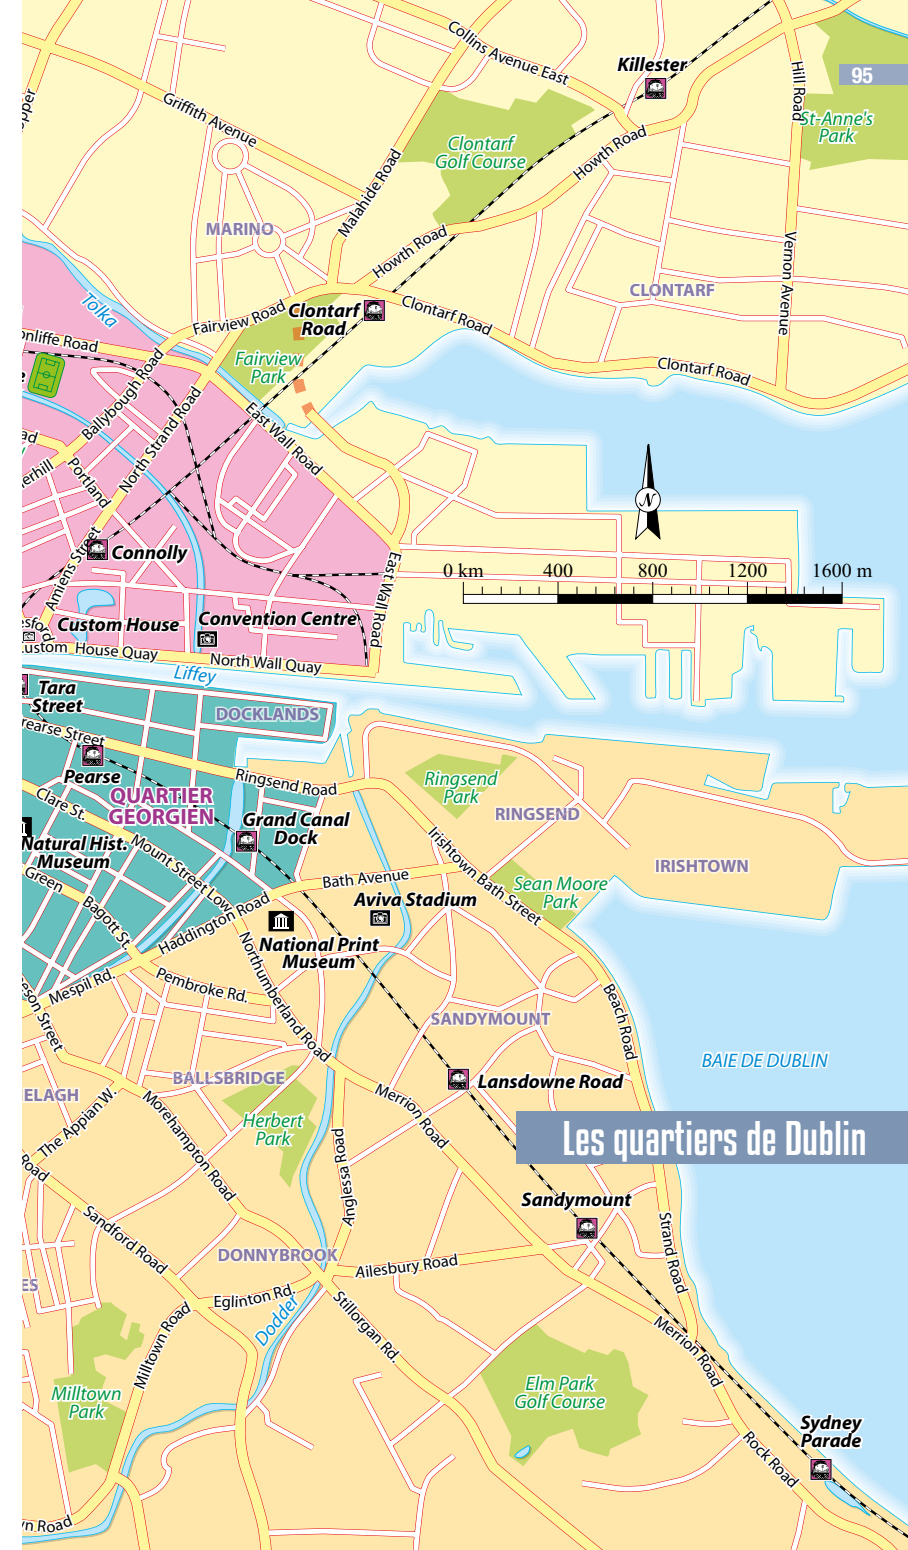 Collins Avenue East
Killester
95
Hill Road
St-Anne's
Park
Griffith Avenue
Clontarf
Golf Course
Howth Road
Malahide Road
MARINO
Howth Road
Vernon Avenue
CLONTARF
Tolka
Fairview Road
Clontarf
Road
Clontarf Road
Fairview
Park
Clontarf Road
Ballybough Road
North Strand Road
East Wall Road
Portland
N
Amiens Street
Connolly
East Wall Road
0 km
400
800
1200
1600 m
Custom House
Convention Centre
House Quay
North Wall Quay
Liffey
Tara
Street
DOCKLANDS
Pearse
Ringsend Road
Ringsend
Park
QUARTIER
GEORGIEN
Clare St.
Grand Canal
Dock
RINGSEND
Natural Hist.
Museum
Mount Street Low.
Irishtown Bath Street
IRISHTOWN
Green
Bath Avenue
Sean Moore
Park
Bagott St.
Haddington Road
Aviva Stadium
National Print
Museum
Mespil Rd.
Pembroke Rd.
Northumberland Road
Beach Road
SANDYMOUNT
BAIE DE DUBLIN
BALLSBRIDGE
Lansdowne Road
ELAGH
The Appian W.
Morehampton Road
Herbert
Park
Merrion Road
Les quartiers de Dublin
Anglessa Road
Sandymount
Sandford Road
Strand Road
DONNYBROOK
Ailesbury Road
ES
Eglinton Rd.
Dodder
Stillorgan Rd.
Milltown Road
Merrion Road
Milltown
Park
Elm Park
Golf Course
Sydney
Parade
Rock Road